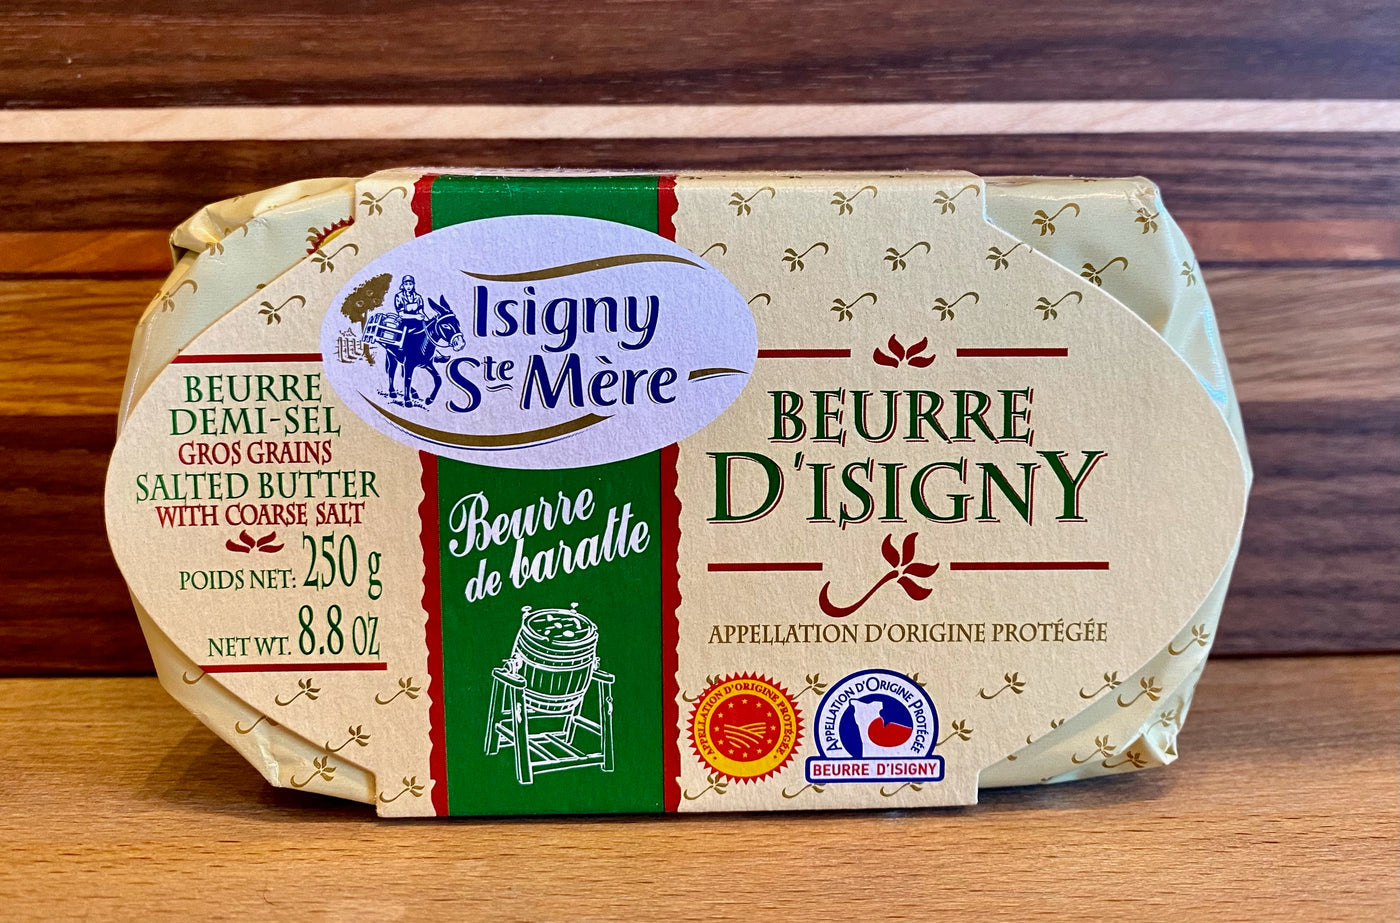 Isigny
Ste Mère
BEURRE
DEMI-SEL
GROS GRAINS
SALTED BUTTER
WITH COARSE SALT
POIDS NET: 250 g
NET WT. 8.8 OZ
Beurre
de baratte
BEURRE
D'ISIGNY
APPELLATION D'ORIGINE PROTÉGÉE
APPELLATION D'ORIGINE PROTÉGÉE
APPELLATION D'ORIGINE PROTÉGÉE
BEURRE D'ISIGNY